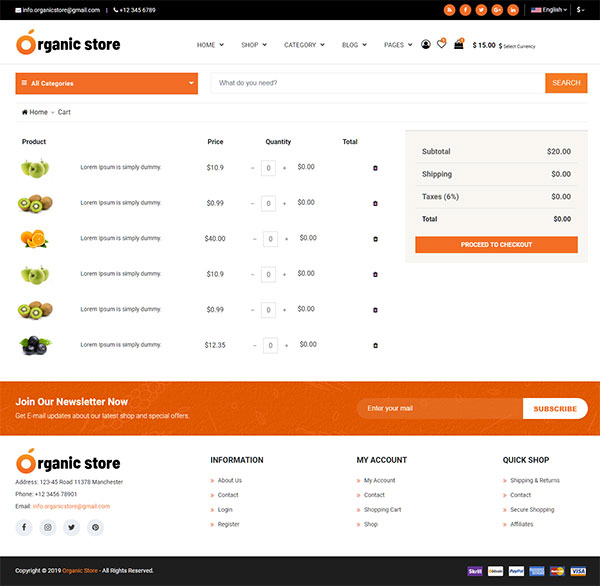 info.organicstore@gmail.com | +12 345 6789 English $
Organic store HOME SHOP CATEGORY BLOG PAGES $ 15.00 $ Select Currency
All Categories What do you need? SEARCH
Home - Cart
Product Price Quantity Total
Lorem Ipsum is simply dummy. $10.9 - 0 + $0.00
Lorem Ipsum is simply dummy. $0.99 - 0 + $0.00
Lorem Ipsum is simply dummy. $40.00 - 0 + $0.00
Lorem Ipsum is simply dummy. $10.9 - 0 + $0.00
Lorem Ipsum is simply dummy. $0.99 - 0 + $0.00
Lorem Ipsum is simply dummy. $12.35 - 0 + $0.00
Subtotal $20.00
Shipping $0.00
Taxes (6%) $0.00
Total $0.00
PROCEED TO CHECKOUT
Join Our Newsletter Now
Get E-mail updates about our latest shop and special offers.
Enter your mail SUBSCRIBE
Organic store
Address: 123-45 Road 11378 Manchester
Phone: +12 3456 78901
Email: info.organicstore@gmail.com
INFORMATION
About Us
Contact
Login
Register
MY ACCOUNT
My Account
Contact
Shopping Cart
Shop
QUICK SHOP
Shipping & Returns
Contact
Secure Shopping
Affiliates
Copyright © 2019 Organic Store - All Rights Reserved. Skrill PayPal VISA